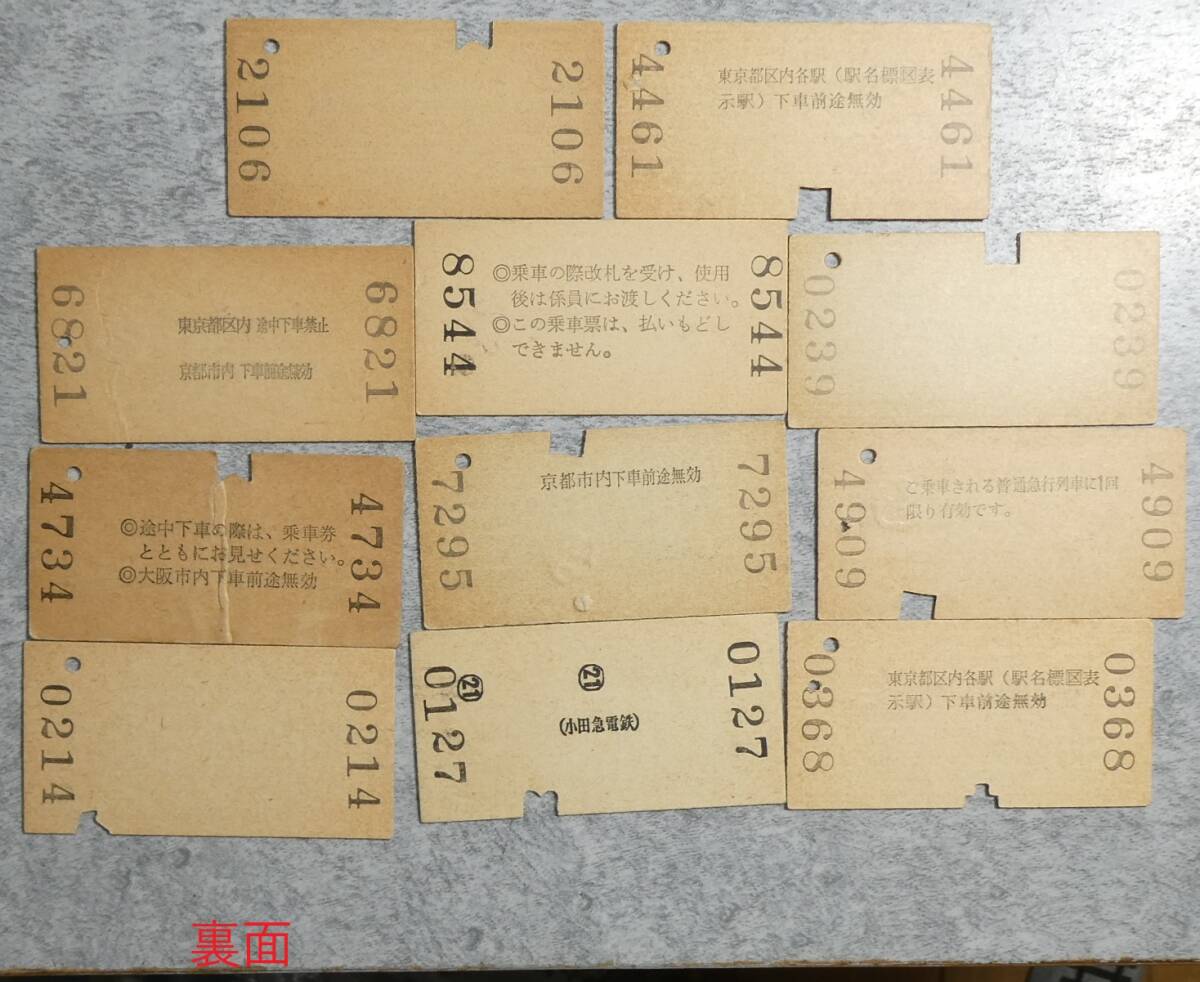 2106
2106
4461
東京都区内各駅（駅名標区表
示駅）下車前途無効
4461
6821
東京都区内 途中下車禁止
京都市内 下車前途無効
6821
8544
◎乗車の際改札を受け、使用
後は係員にお渡しください。
◎この乗車票は、払いもどし
できません。
8544
0239
0239
4734
◎途中下車の際は、乗車券
とともにお見せください。
◎大阪市内下車前途無効
4734
7295
京都市内下車前途無効
7295
4909
ご乗車される普通急行列車に1回
限り有効です。
4909
0214
0214
㉑
0127
㉑
(小田急電鉄)
0127
0368
東京都区内各駅（駅名標区表
示駅）下車前途無効
0368
裏面